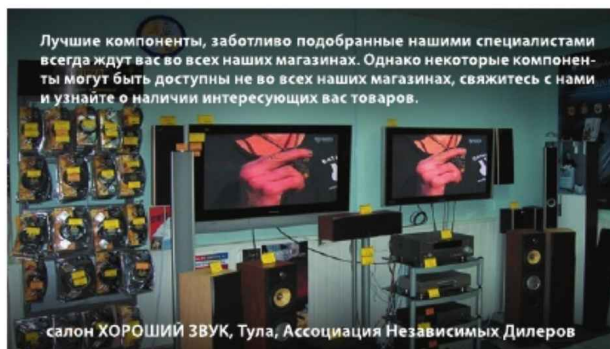 Лучшие компоненты, заботливо подобранные нашими специалистами
всегда ждут вас во всех наших магазинах. Однако некоторые компонен-
ты могут быть доступны не во всех наших магазинах, свяжитесь с нами
и узнайте о наличии интересующих вас товаров.
салон ХОРОШИЙ ЗВУК, Тула, Ассоциация Независимых Дилеров